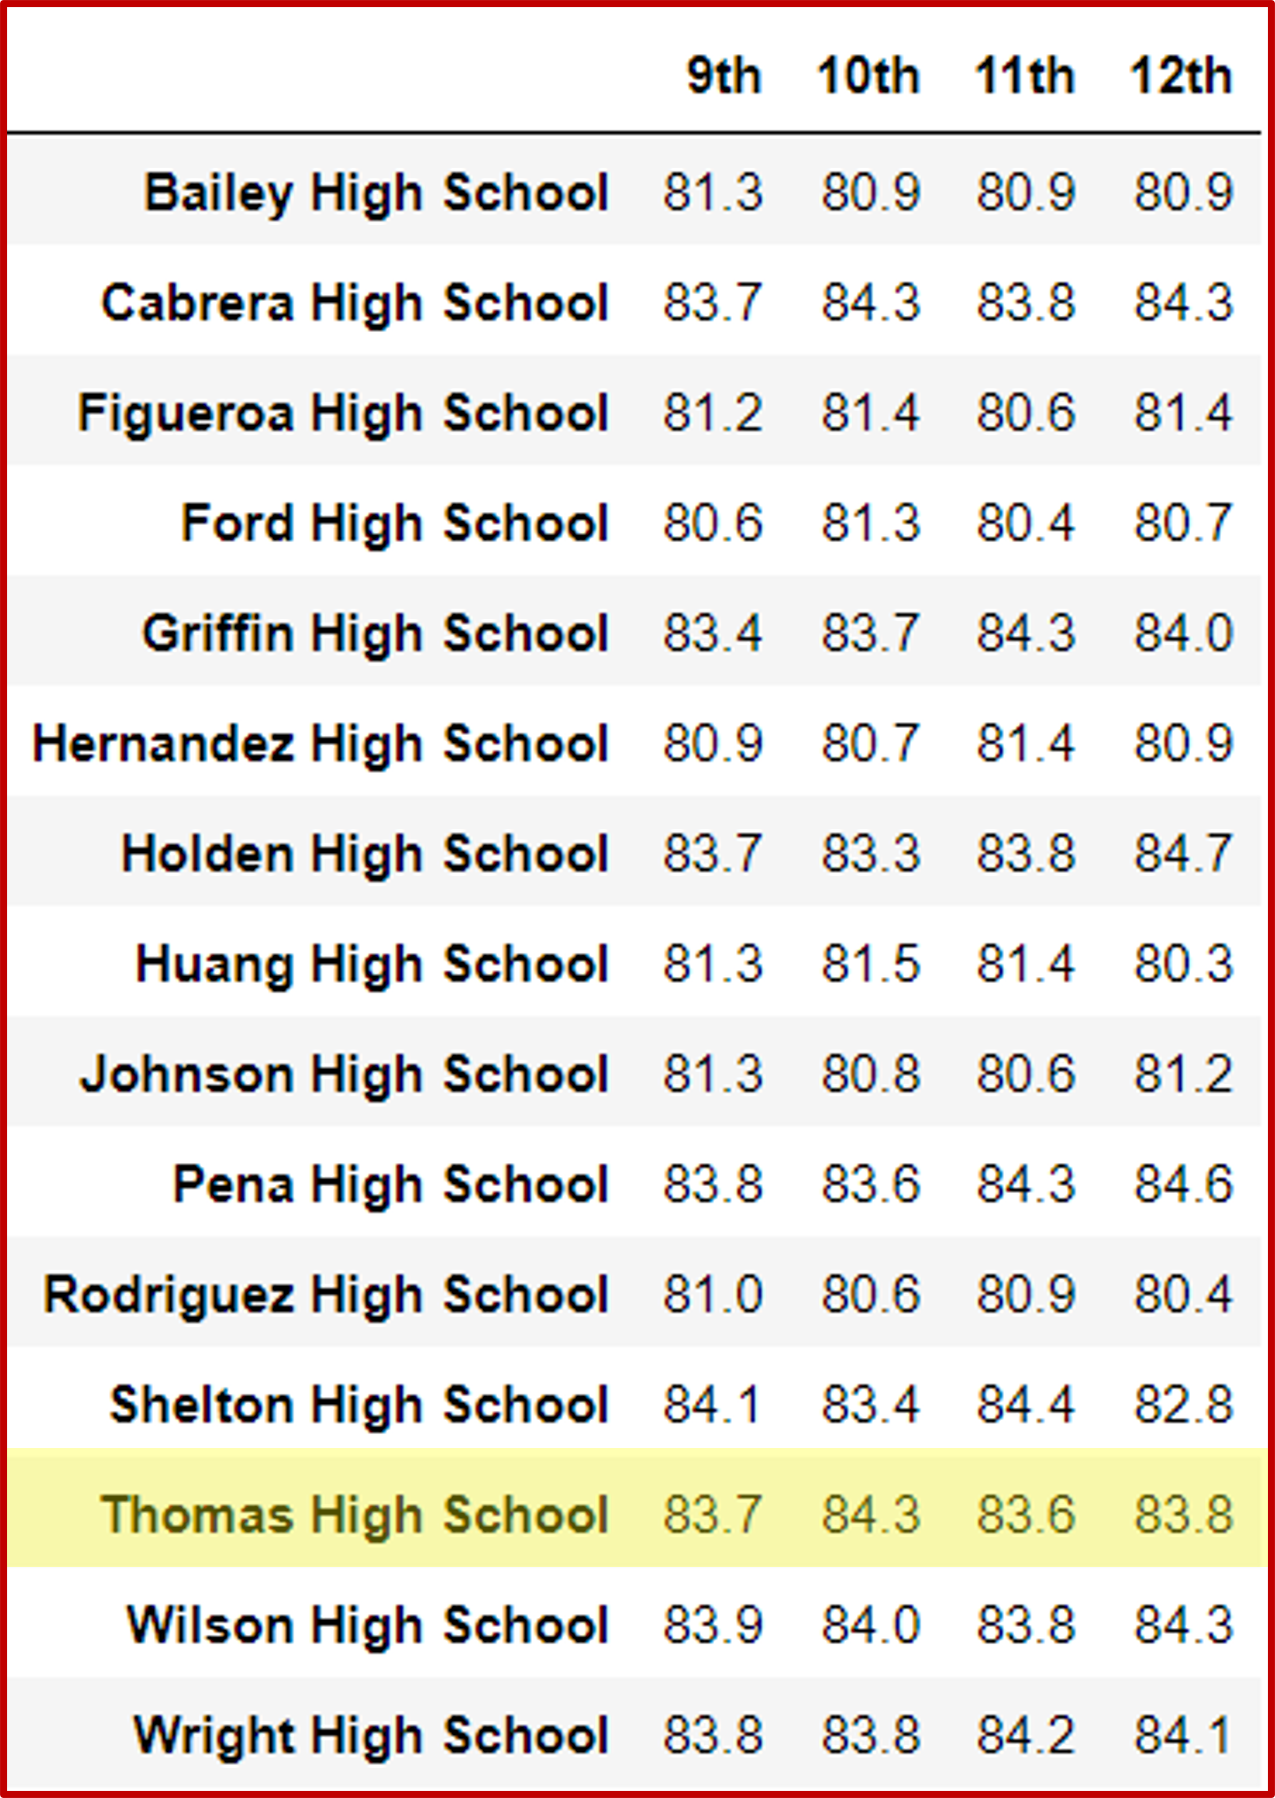 9th 10th 11th 12th
Bailey High School 81.3 80.9 80.9 80.9
Cabrera High School 83.7 84.3 83.8 84.3
Figueroa High School 81.2 81.4 80.6 81.4
Ford High School 80.6 81.3 80.4 80.7
Griffin High School 83.4 83.7 84.3 84.0
Hernandez High School 80.9 80.7 81.4 80.9
Holden High School 83.7 83.3 83.8 84.7
Huang High School 81.3 81.5 81.4 80.3
Johnson High School 81.3 80.8 80.6 81.2
Pena High School 83.8 83.6 84.3 84.6
Rodriguez High School 81.0 80.6 80.9 80.4
Shelton High School 84.1 83.4 84.4 82.8
Thomas High School 83.7 84.3 83.6 83.8
Wilson High School 83.9 84.0 83.8 84.3
Wright High School 83.8 83.8 84.2 84.1